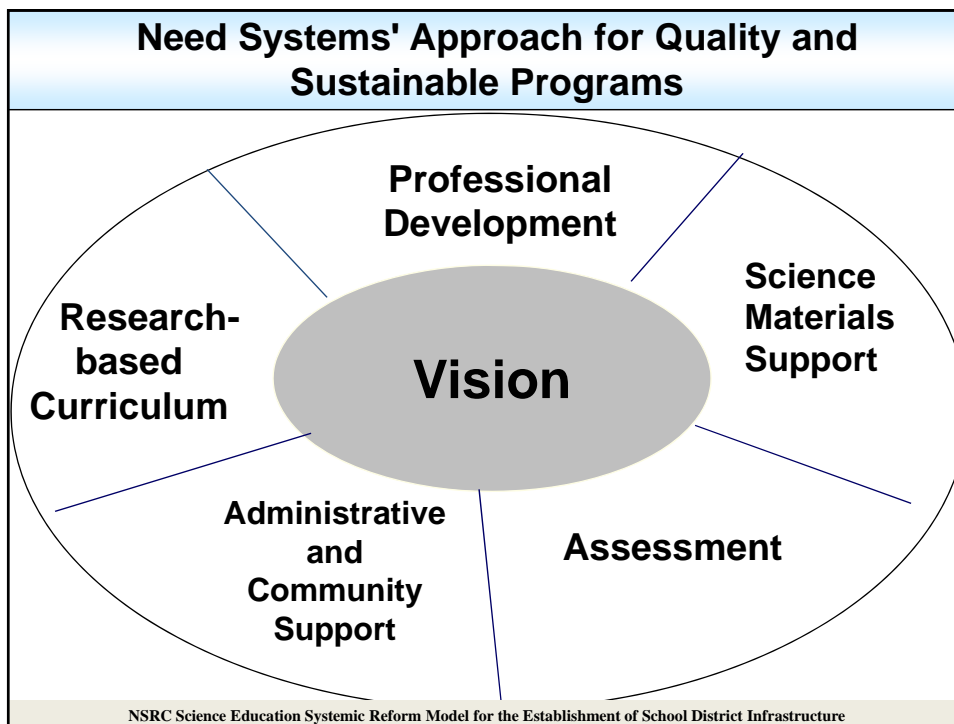 Need Systems' Approach for Quality and
Sustainable Programs
Professional
Development
Science
Materials
Support
Research-
based
Curriculum
Vision
Administrative
and
Community
Support
Assessment
NSRC Science Education Systemic Reform Model for the Establishment of School District Infrastructure